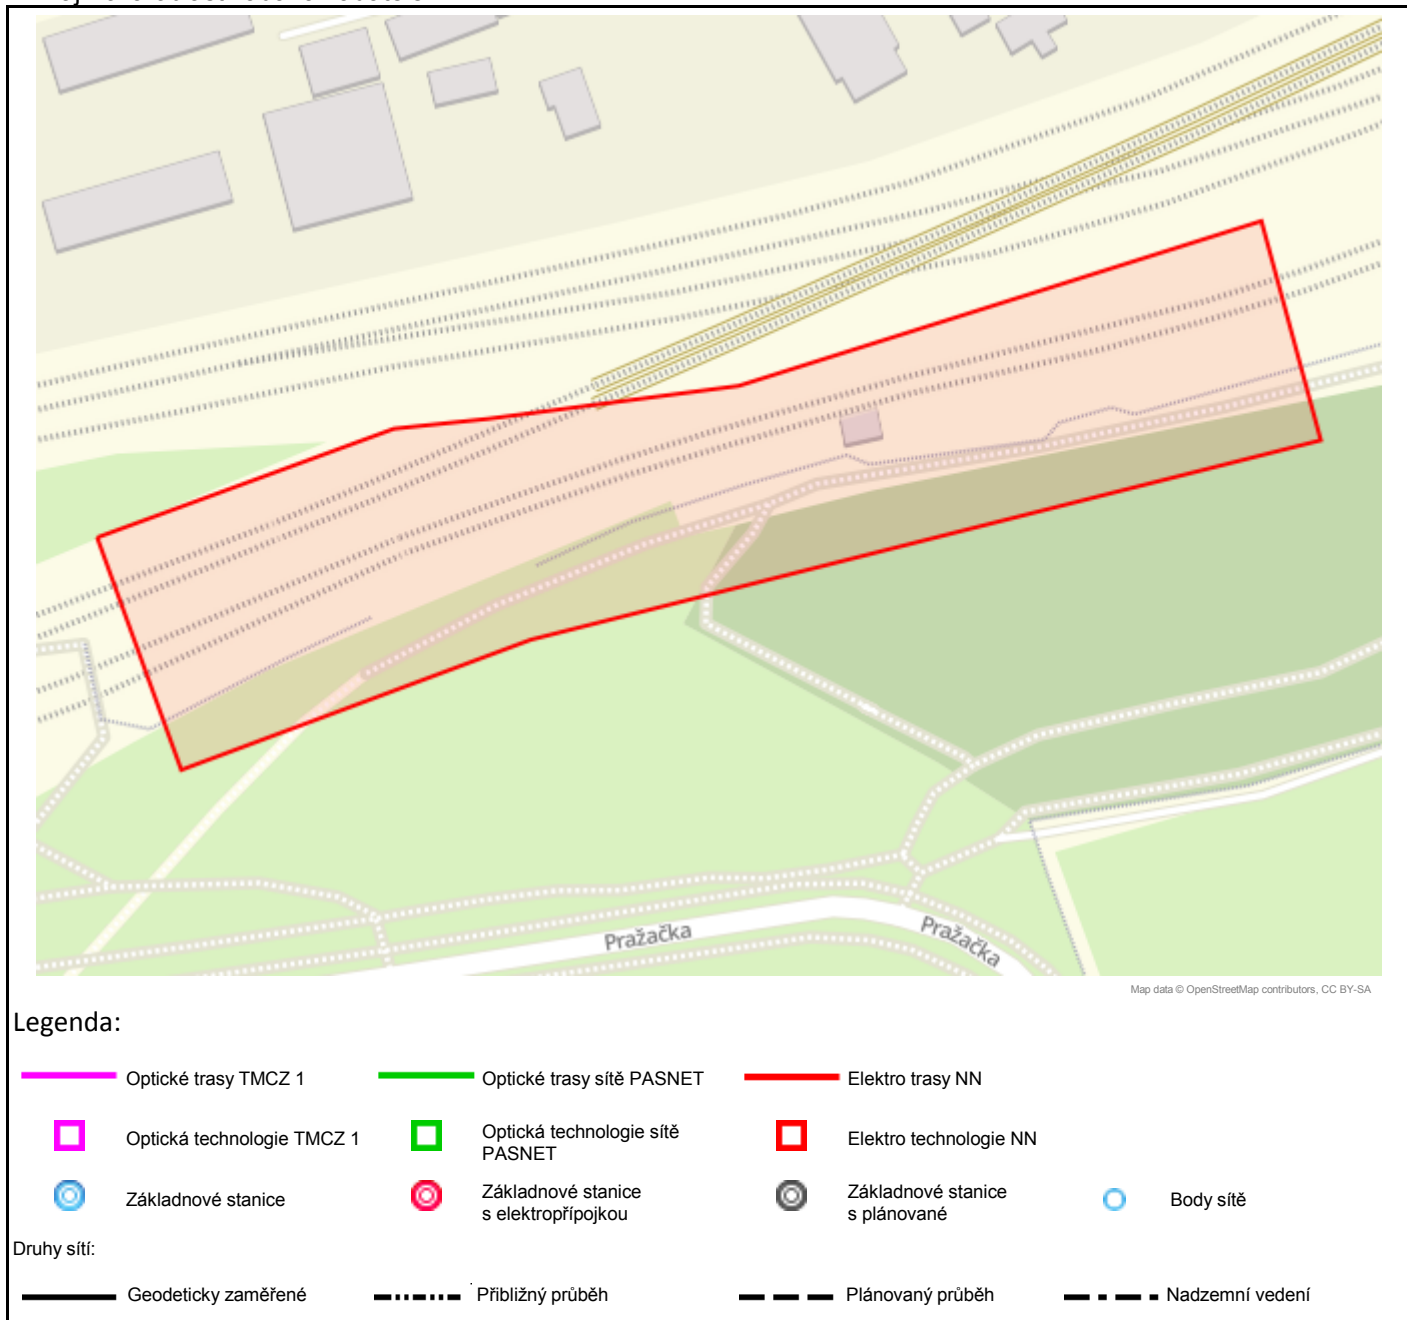 Pražačka
Pražačka
Map data © OpenStreetMap contributors, CC BY-SA
Legenda:
Optické trasy TMCZ 1
Optické trasy sítě PASNET
Elektro trasy NN
Optická technologie TMCZ 1
Optická technologie sítě
PASNET
Elektro technologie NN
Základnové stanice
Základnové stanice
s elektropřípojkou
Základnové stanice
s plánované
Body sítě
Druhy sítí:
Geodeticky zaměřené
Přibližný průběh
Plánovaný průběh
Nadzemní vedení